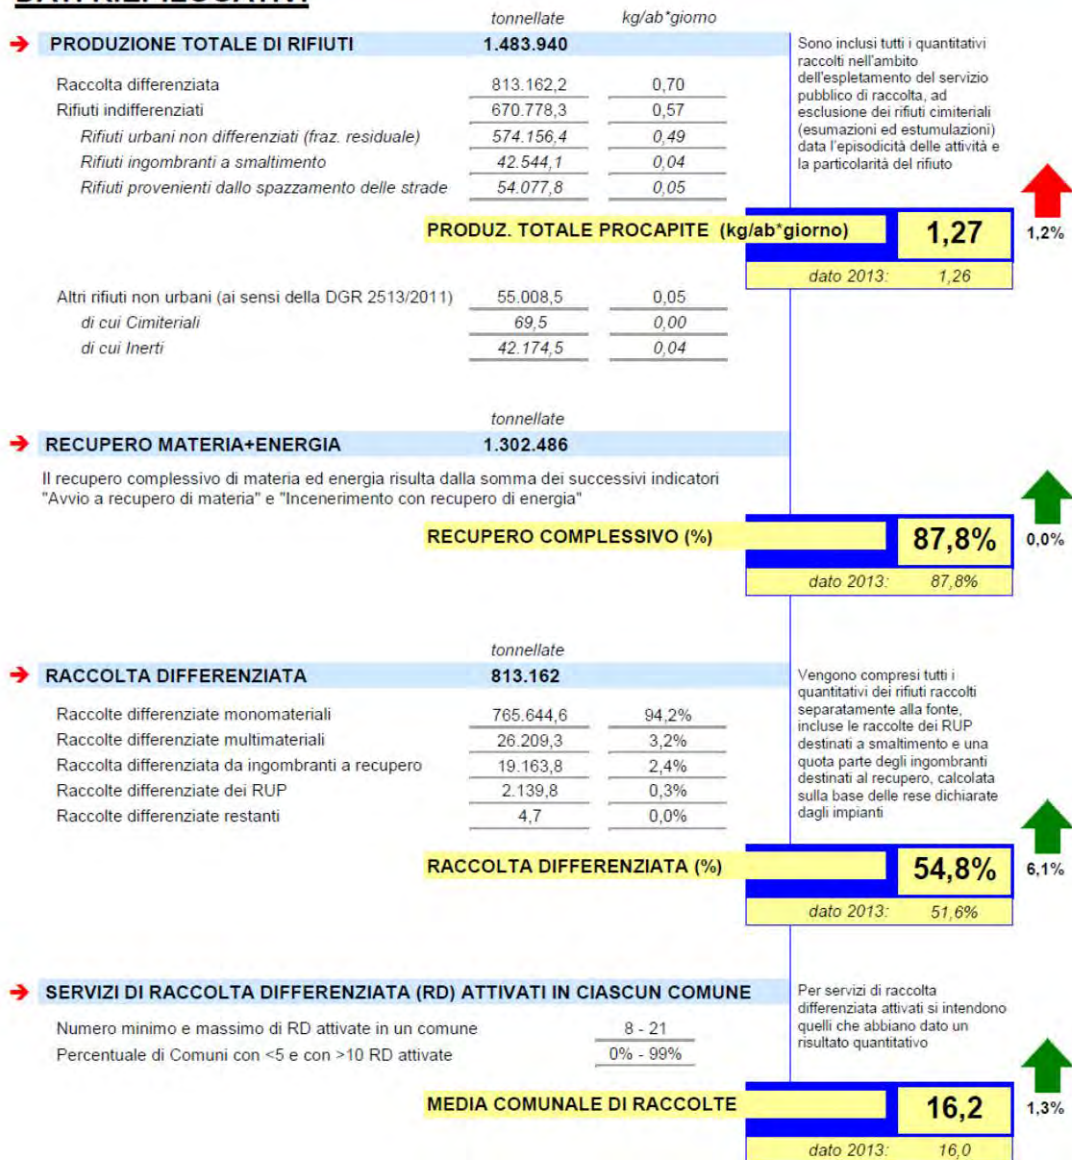 tonnellate kg/ab*giorno
PRODUZIONE TOTALE DI RIFIUTI 1.483.940
Raccolta differenziata 813.162,2 0,70
Rifiuti indifferenziati 670.778,3 0,57
Rifiuti urbani non differenziati (fraz. residuale) 574.156,4 0,49
Rifiuti ingombranti a smaltimento 42.544,1 0,04
Rifiuti provenienti dallo spazzamento delle strade 54.077,8 0,05
Sono inclusi tutti i quantitativi
raccolti nell'ambito
dell'espletamento del servizio
pubblico di raccolta, ad
esclusione dei rifiuti cimiteriali
(esumazioni ed estumulazioni)
data l'episodicità delle attività e
la particolarità del rifiuto
PRODUZ. TOTALE PROCAPITE (kg/ab*giorno) 1,27 1,2%
dato 2013: 1,26
Altri rifiuti non urbani (ai sensi della DGR 2513/2011) 55.008,5 0,05
di cui Cimiteriali 69,5 0,00
di cui Inerti 42.174,5 0,04
tonnellate
RECUPERO MATERIA+ENERGIA 1.302.486
Il recupero complessivo di materia ed energia risulta dalla somma dei successivi indicatori
"Avvio a recupero di materia" e "Incenerimento con recupero di energia"
RECUPERO COMPLESSIVO (%) 87,8% 0,0%
dato 2013: 87,8%
tonnellate
RACCOLTA DIFFERENZIATA 813.162
Raccolte differenziate monomateriali 765.644,6 94,2%
Raccolte differenziate multimateriali 26.209,3 3,2%
Raccolta differenziata da ingombranti a recupero 19.163,8 2,4%
Raccolte differenziate dei RUP 2.139,8 0,3%
Raccolte differenziate restanti 4,7 0,0%
Vengono compresi tutti i
quantitativi dei rifiuti raccolti
separatamente alla fonte,
incluse le raccolte dei RUP
destinati a smaltimento e una
quota parte degli ingombranti
destinati al recupero, calcolata
sulla base delle rese dichiarate
dagli impianti
RACCOLTA DIFFERENZIATA (%) 54,8% 6,1%
dato 2013: 51,6%
SERVIZI DI RACCOLTA DIFFERENZIATA (RD) ATTIVATI IN CIASCUN COMUNE
Numero minimo e massimo di RD attivate in un comune 8 - 21
Percentuale di Comuni con <5 e con >10 RD attivate 0% - 99%
Per servizi di raccolta
differenziata attivati si intendono
quelli che abbiano dato un
risultato quantitativo
MEDIA COMUNALE DI RACCOLTE 16,2 1,3%
dato 2013: 16,0